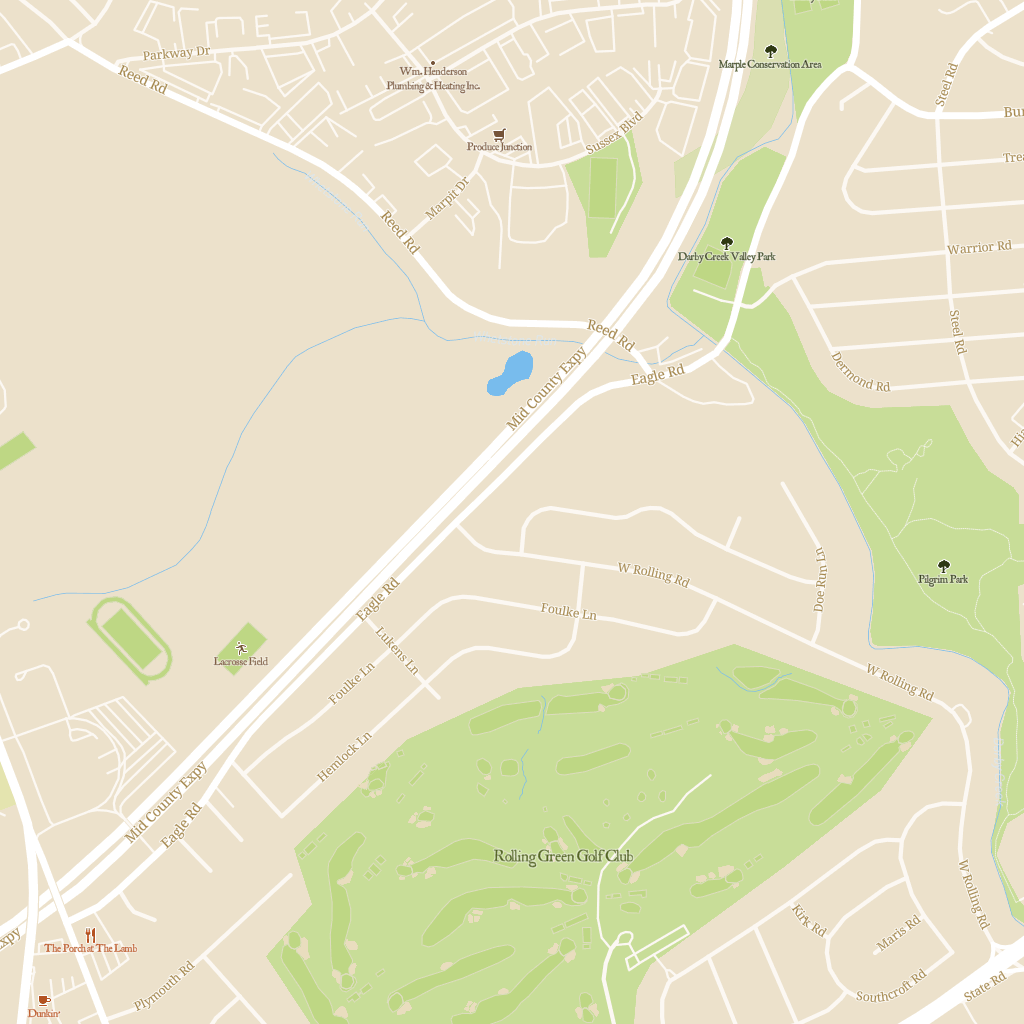 Parkway Dr
Reed Rd
Wm. Henderson
Plumbing & Heating Inc.
Produce Junction
Sussex Blvd
Marpit Dr
Reed Rd
Marple Conservation Area
Steel Rd
Warrior Rd
Darby Creek Valley Park
Steel Rd
Reed Rd
Mid County Expy
Eagle Rd
Dermond Rd
W Rolling Rd
Doe Run Ln
Pilgrim Park
Eagle Rd
Foulke Ln
Lukens Ln
Lacrosse Field
Foulke Ln
W Rolling Rd
Hemlock Ln
Mid County Expy
Eagle Rd
Rolling Green Golf Club
W Rolling Rd
Kirk Rd
Maris Rd
The Porch at The Lamb
Expy
Plymouth Rd
Southcroft Rd
State Rd
Dunkin'